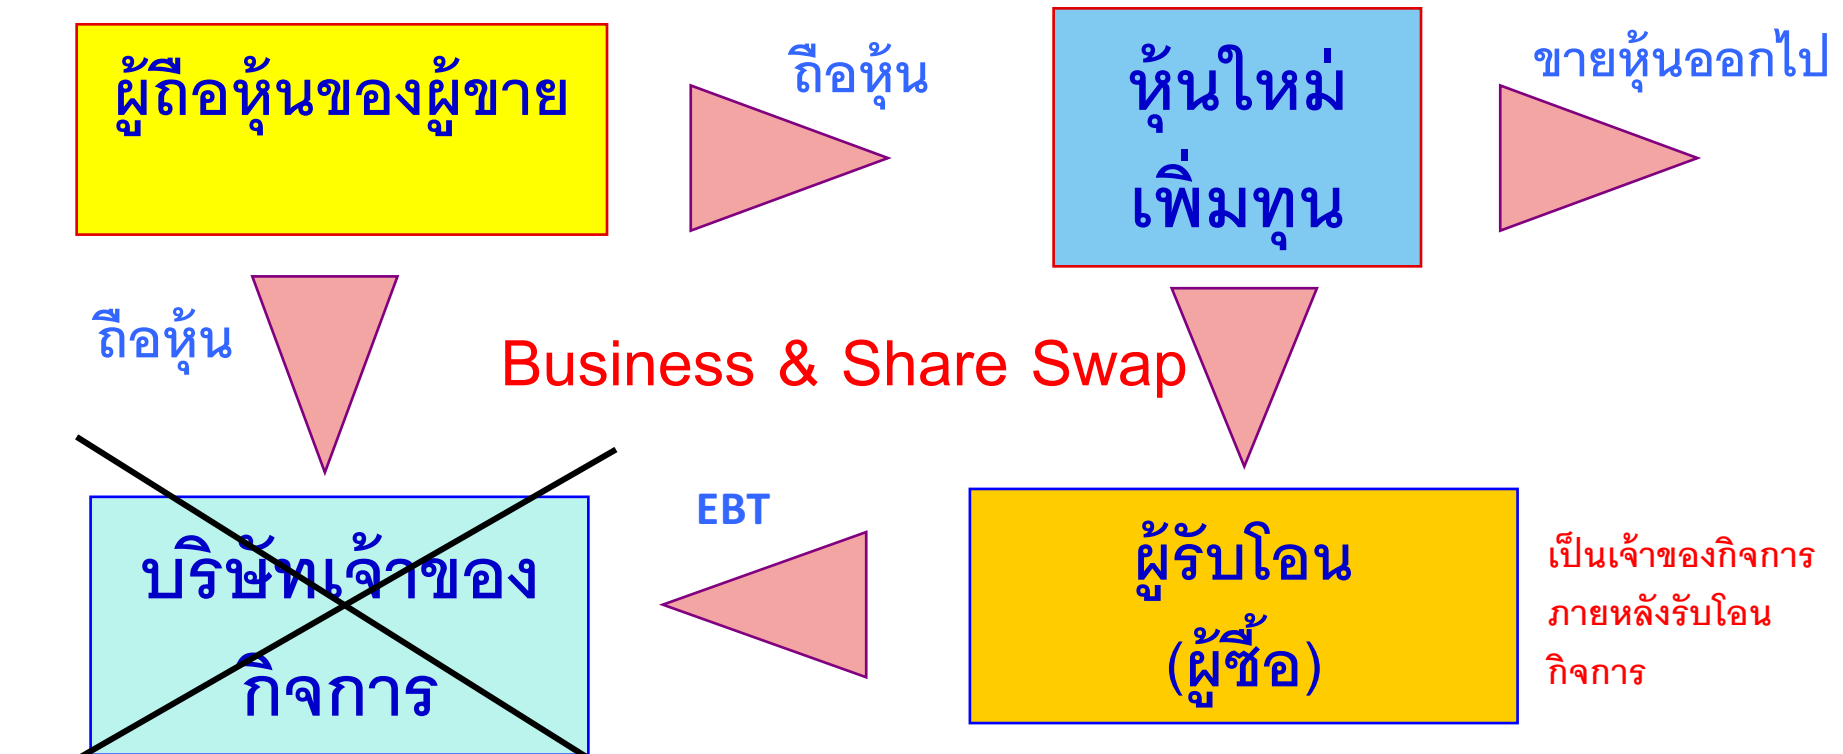 ผู้ถือหุ้นของผู้ขาย
ถือหุ้น
หุ้นใหม่
เพิ่มทุน
ขายหุ้นออกไป
ถือหุ้น
Business & Share Swap
บริษัทเจ้าของ
กิจการ
EBT
ผู้รับโอน
(ผู้ซื้อ)
เป็นเจ้าของกิจการ
ภายหลังรับโอน
กิจการ